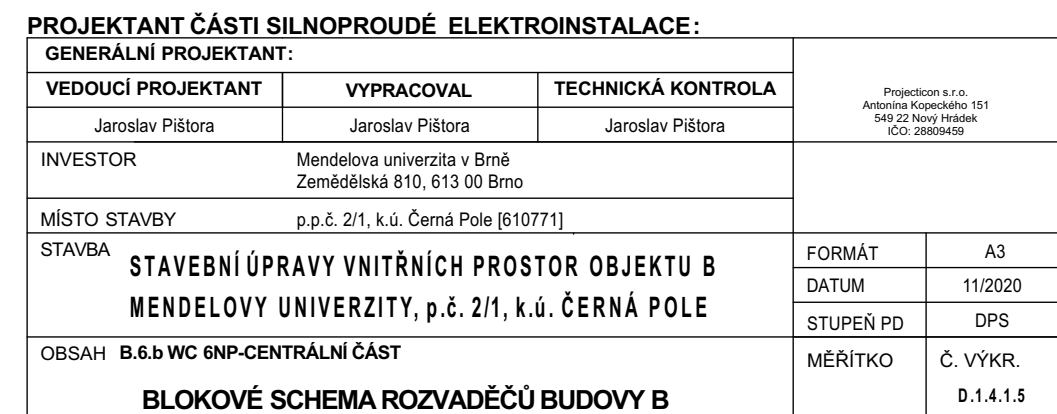 PROJEKTANT ČÁSTI SILNOPROUDÉ ELEKTROINSTALACE:
GENERÁLNÍ PROJEKTANT:
VEDOUCÍ PROJEKTANT
VYPRACOVAL
TECHNICKÁ KONTROLA
Jaroslav Pištora
Jaroslav Pištora
Jaroslav Pištora
Projecticon s.r.o.
Antonína Kopeckého 151
549 22 Nový Hrádek
IČO: 28809459
INVESTOR
Mendelova univerzita v Brně
Zemědělská 810, 613 00 Brno
MÍSTO STAVBY
p.p.č. 2/1, k.ú. Černá Pole [610771]
STAVBA
STAVEBNÍ ÚPRAVY VNITŘNÍCH PROSTOR OBJEKTU B
MENDELOVY UNIVERZITY, p.č. 2/1, k.ú. ČERNÁ POLE
FORMÁT
A3
DATUM
11/2020
STUPEŇ PD
DPS
OBSAH B.6.b WC 6NP-CENTRÁLNÍ ČÁST
BLOKOVÉ SCHEMA ROZVADĚČŮ BUDOVY B
MĚŘÍTKO
Č. VÝKR.
D.1.4.1.5